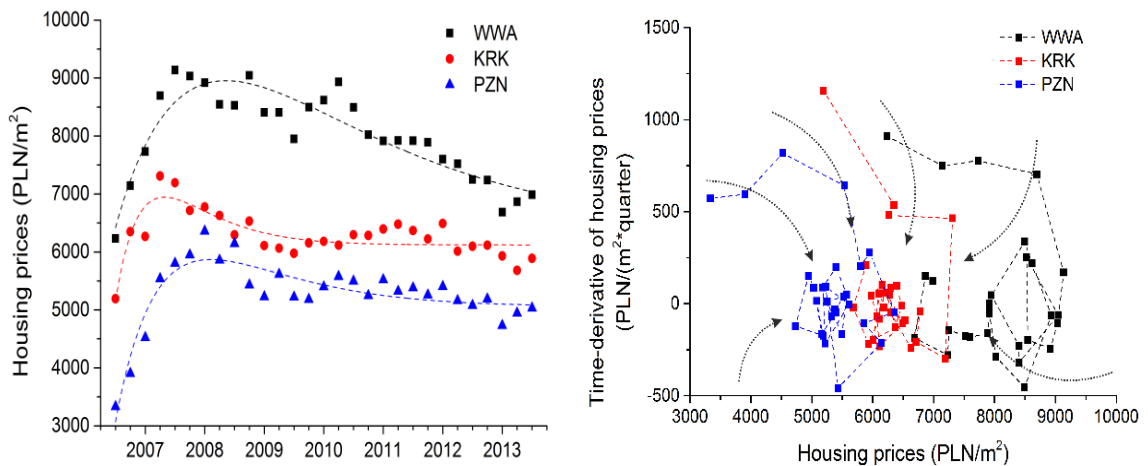 Housing prices (PLN/m²)
10000
9000
8000
7000
6000
5000
4000
3000
2007 2008 2009 2010 2011 2012 2013
WWA
KRK
PZN
Time-derivative of housing prices
(PLN/(m²*quarter)
1500
1000
500
0
-500
3000 4000 5000 6000 7000 8000 9000 10000
Housing prices (PLN/m²)
WWA
KRK
PZN